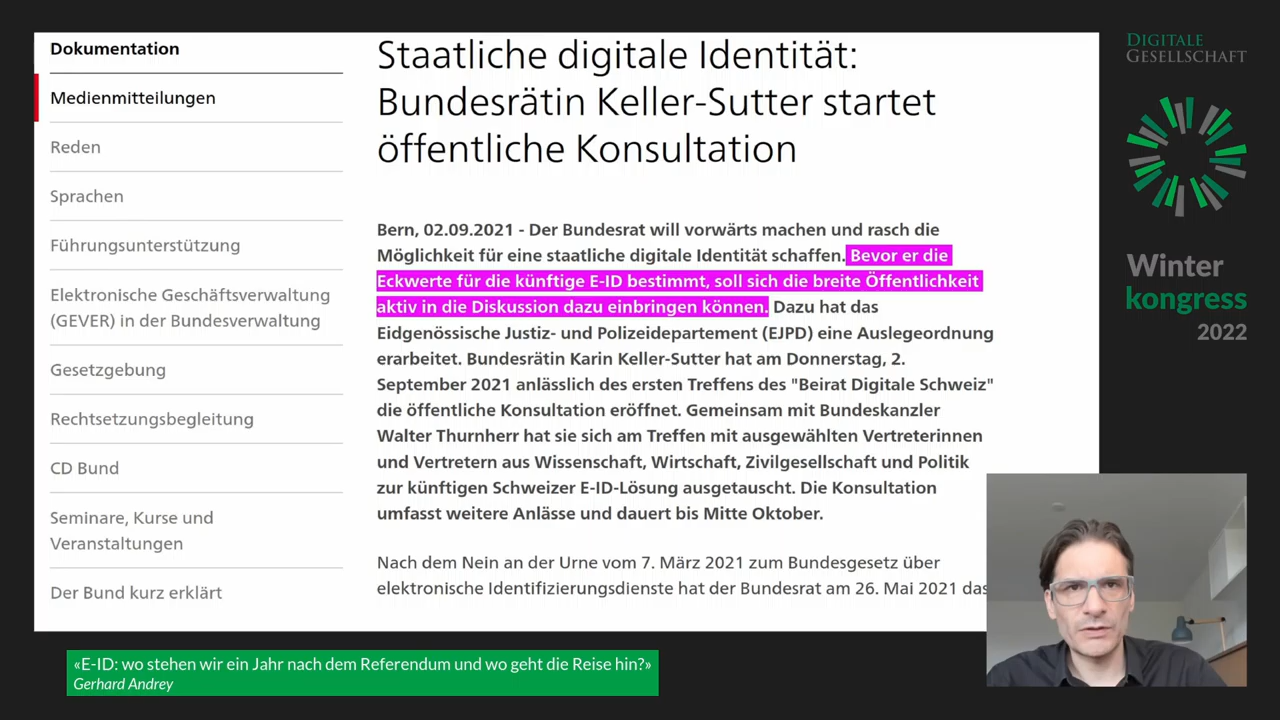 Dokumentation
Medienmitteilungen
Reden
Sprachen
Führungsunterstützung
Elektronische Geschäftsverwaltung
(GEVER) in der Bundesverwaltung
Gesetzgebung
Rechtsetzungsbegleitung
CD Bund
Seminare, Kurse und
Veranstaltungen
Der Bund kurz erklärt
Staatliche digitale Identität:
Bundesrätin Keller-Sutter startet
öffentliche Konsultation
Bern, 02.09.2021 - Der Bundesrat will vorwärts machen und rasch die
Möglichkeit für eine staatliche digitale Identität schaffen. Bevor er die
Eckwerte für die künftige E-ID bestimmt, soll sich die breite Öffentlichkeit
aktiv in die Diskussion dazu einbringen können. Dazu hat das
Eidgenössische Justiz- und Polizeidepartement (EJPD) eine Auslegeordnung
erarbeitet. Bundesrätin Karin Keller-Sutter hat am Donnerstag, 2.
September 2021 anlässlich des ersten Treffens des "Beirat Digitale Schweiz"
die öffentliche Konsultation eröffnet. Gemeinsam mit Bundeskanzler
Walter Thurnherr hat sie sich am Treffen mit ausgewählten Vertreterinnen
und Vertretern aus Wissenschaft, Wirtschaft, Zivilgesellschaft und Politik
zur künftigen Schweizer E-ID-Lösung ausgetauscht. Die Konsultation
umfasst weitere Anlässe und dauert bis Mitte Oktober.
Nach dem Nein an der Urne vom 7. März 2021 zum Bundesgesetz über
elektronische Identifizierungsdienste hat der Bundesrat am 26. Mai 2021 das
DIGITALE
GESELLSCHAFT
Winter
kongress
2022
«E-ID: wo stehen wir ein Jahr nach dem Referendum und wo geht die Reise hin?»
Gerhard Andrey